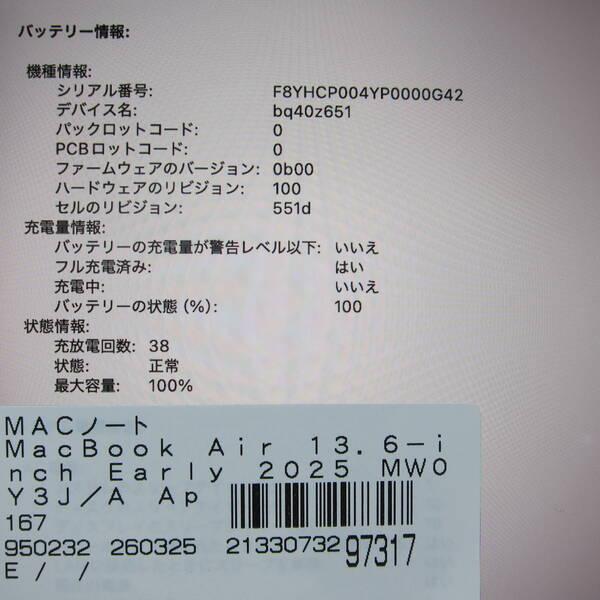 バッテリー情報:
機種情報:
シリアル番号: F8YHCP004YP0000G42
デバイス名: bq40z651
パックロットコード: 0
PCBロットコード: 0
ファームウェアのバージョン: 0b00
ハードウェアのリビジョン: 100
セルのリビジョン: 551d
充電量情報:
バッテリーの充電量が警告レベル以下: いいえ
フル充電済み: はい
充電中: いいえ
バッテリーの状態 (%): 100
状態情報:
充放電回数: 38
状態: 正常
最大容量: 100%
MACノート
MacBook Air 13.6-i
nch Early 2025 MW0
Y3J/A Ap
167
950232 260325 21330732 97317
E / /